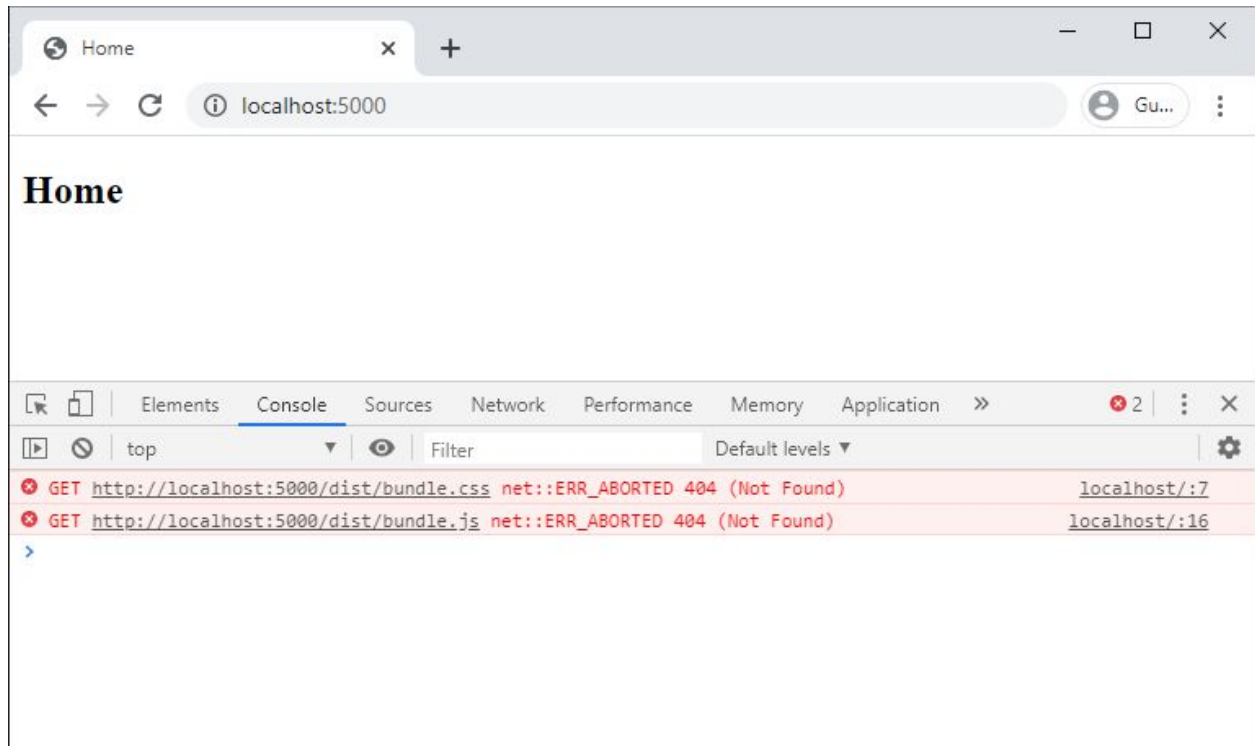 Home
localhost:5000
Gu...
Home
Elements Console Sources Network Performance Memory Application » 2
top Filter Default levels
GET http://localhost:5000/dist/bundle.css net::ERR_ABORTED 404 (Not Found) localhost/:7
GET http://localhost:5000/dist/bundle.js net::ERR_ABORTED 404 (Not Found) localhost/:16